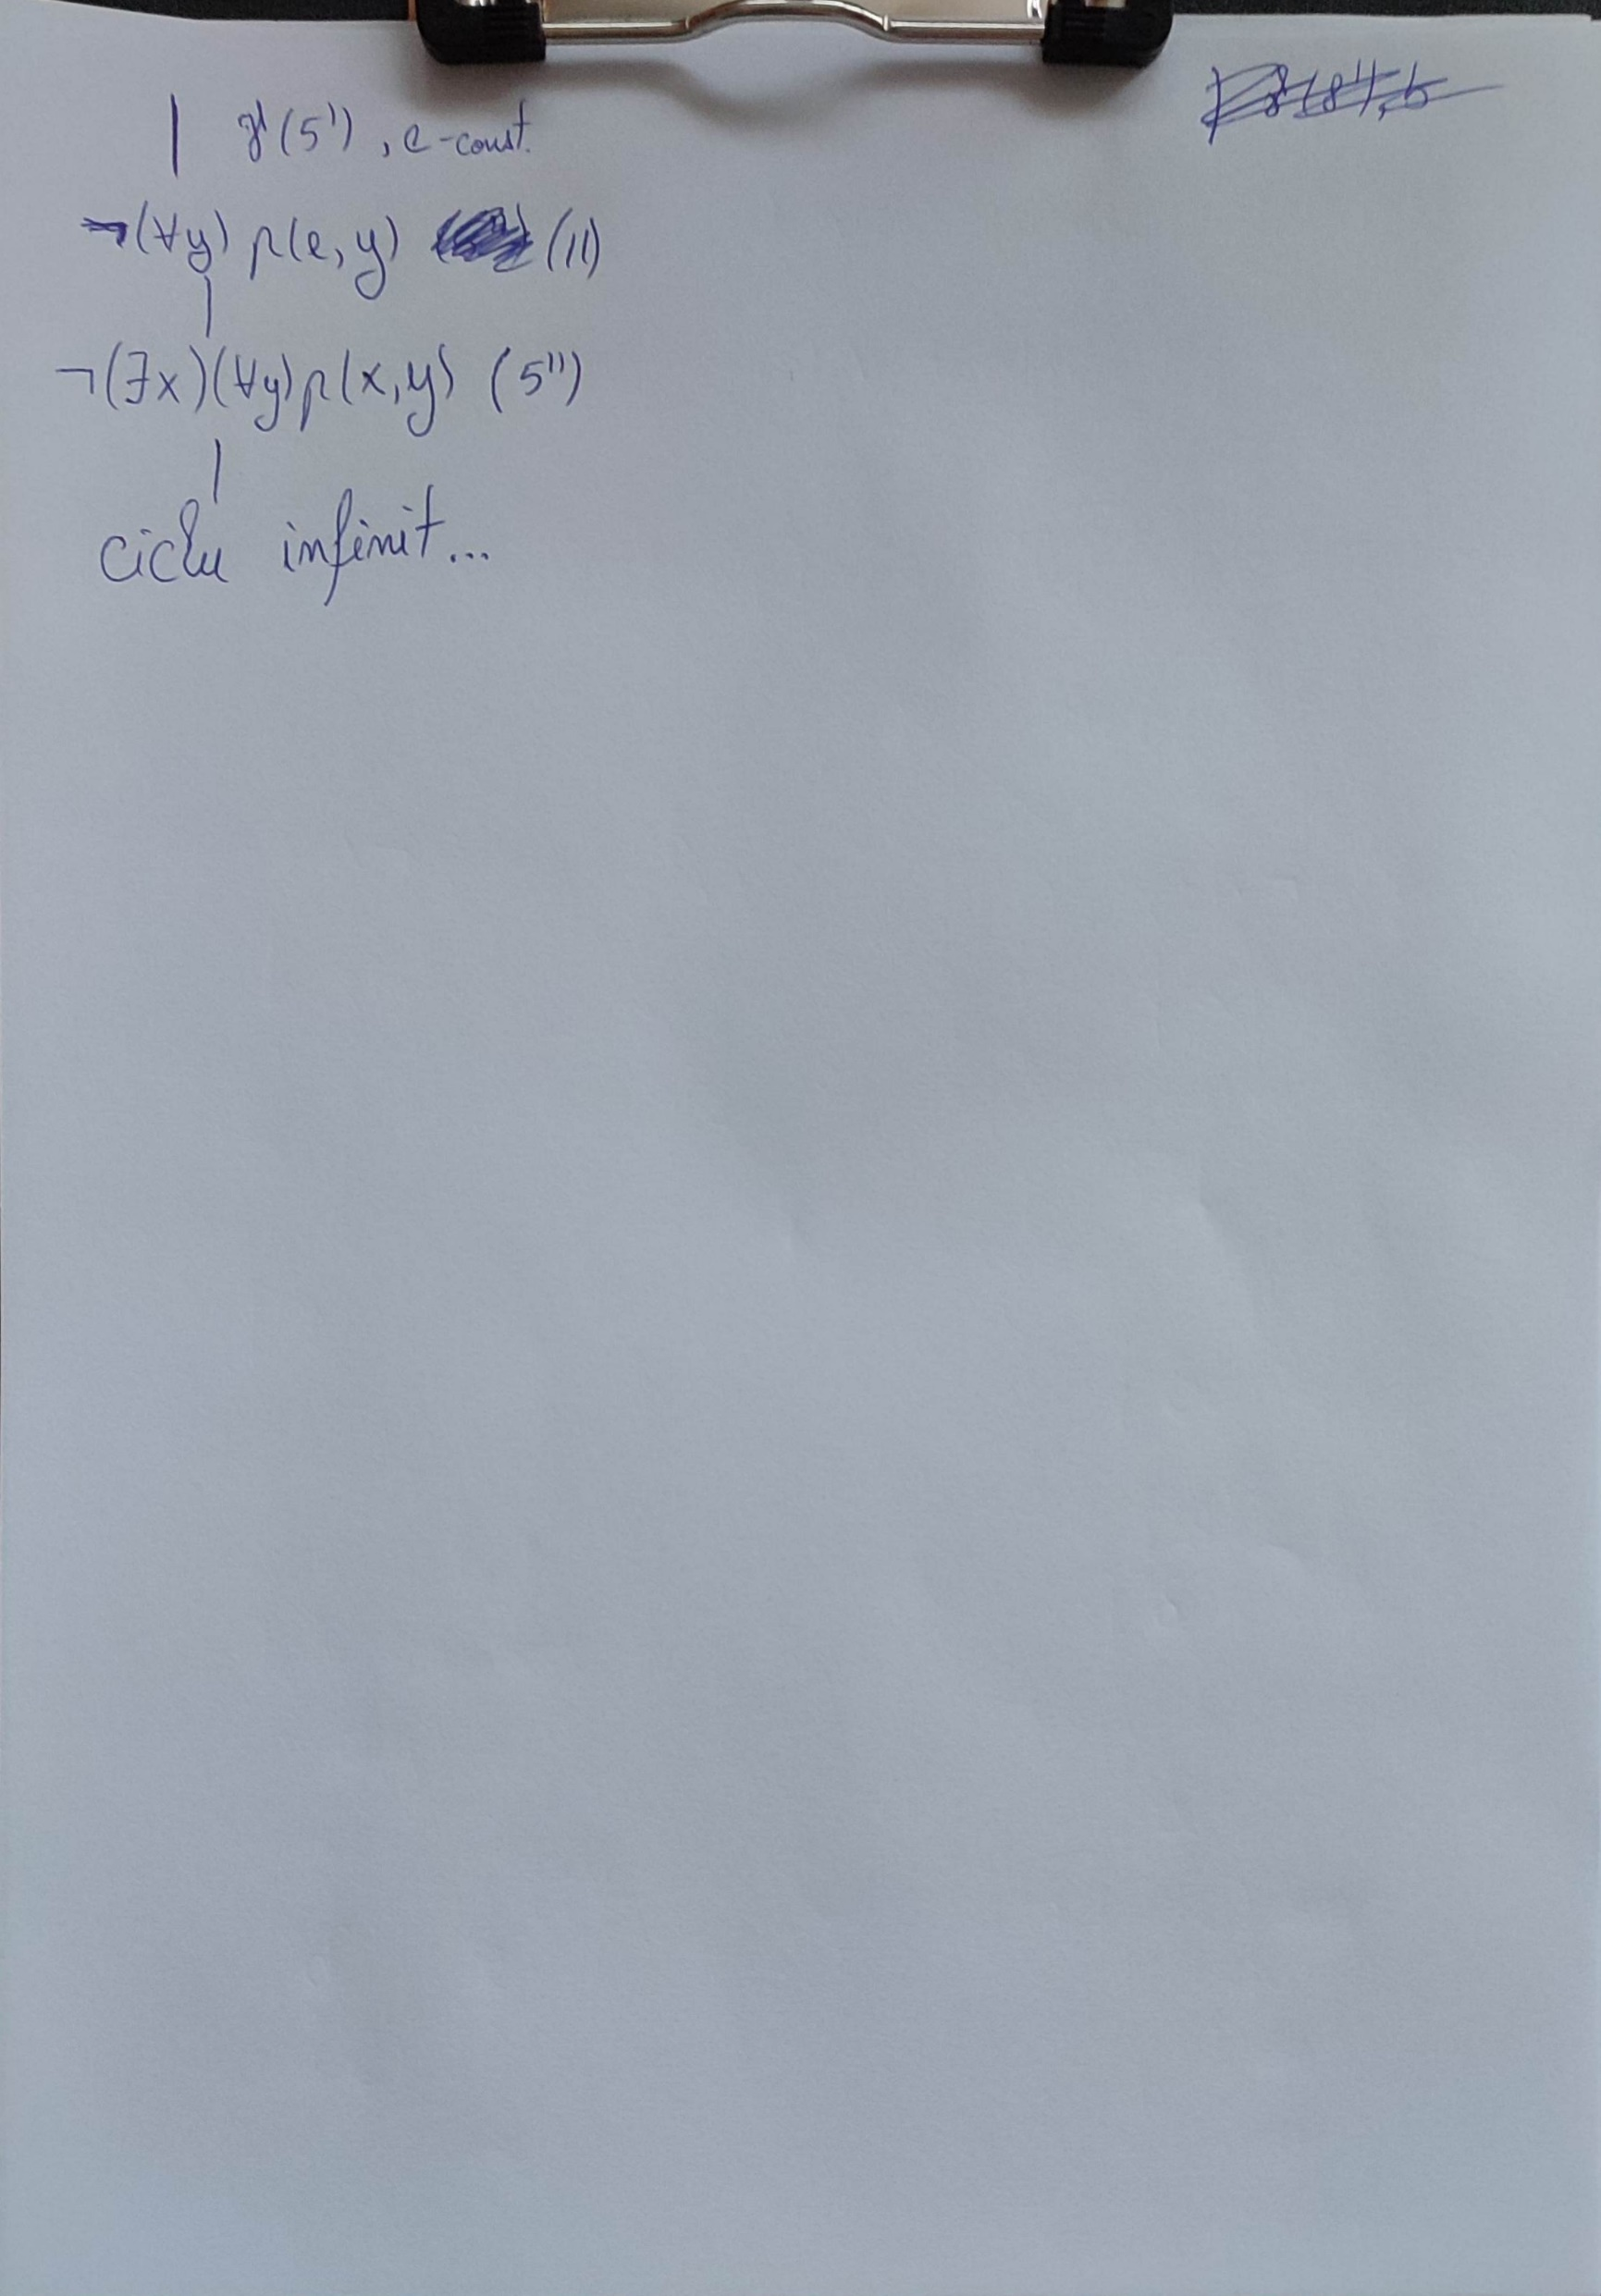 | γ(5'), e-const.
¬(∀y) p(e,y) (11)
|
¬(∃x)(∀y)p(x,y) (5'')
|
ciclu infinit...